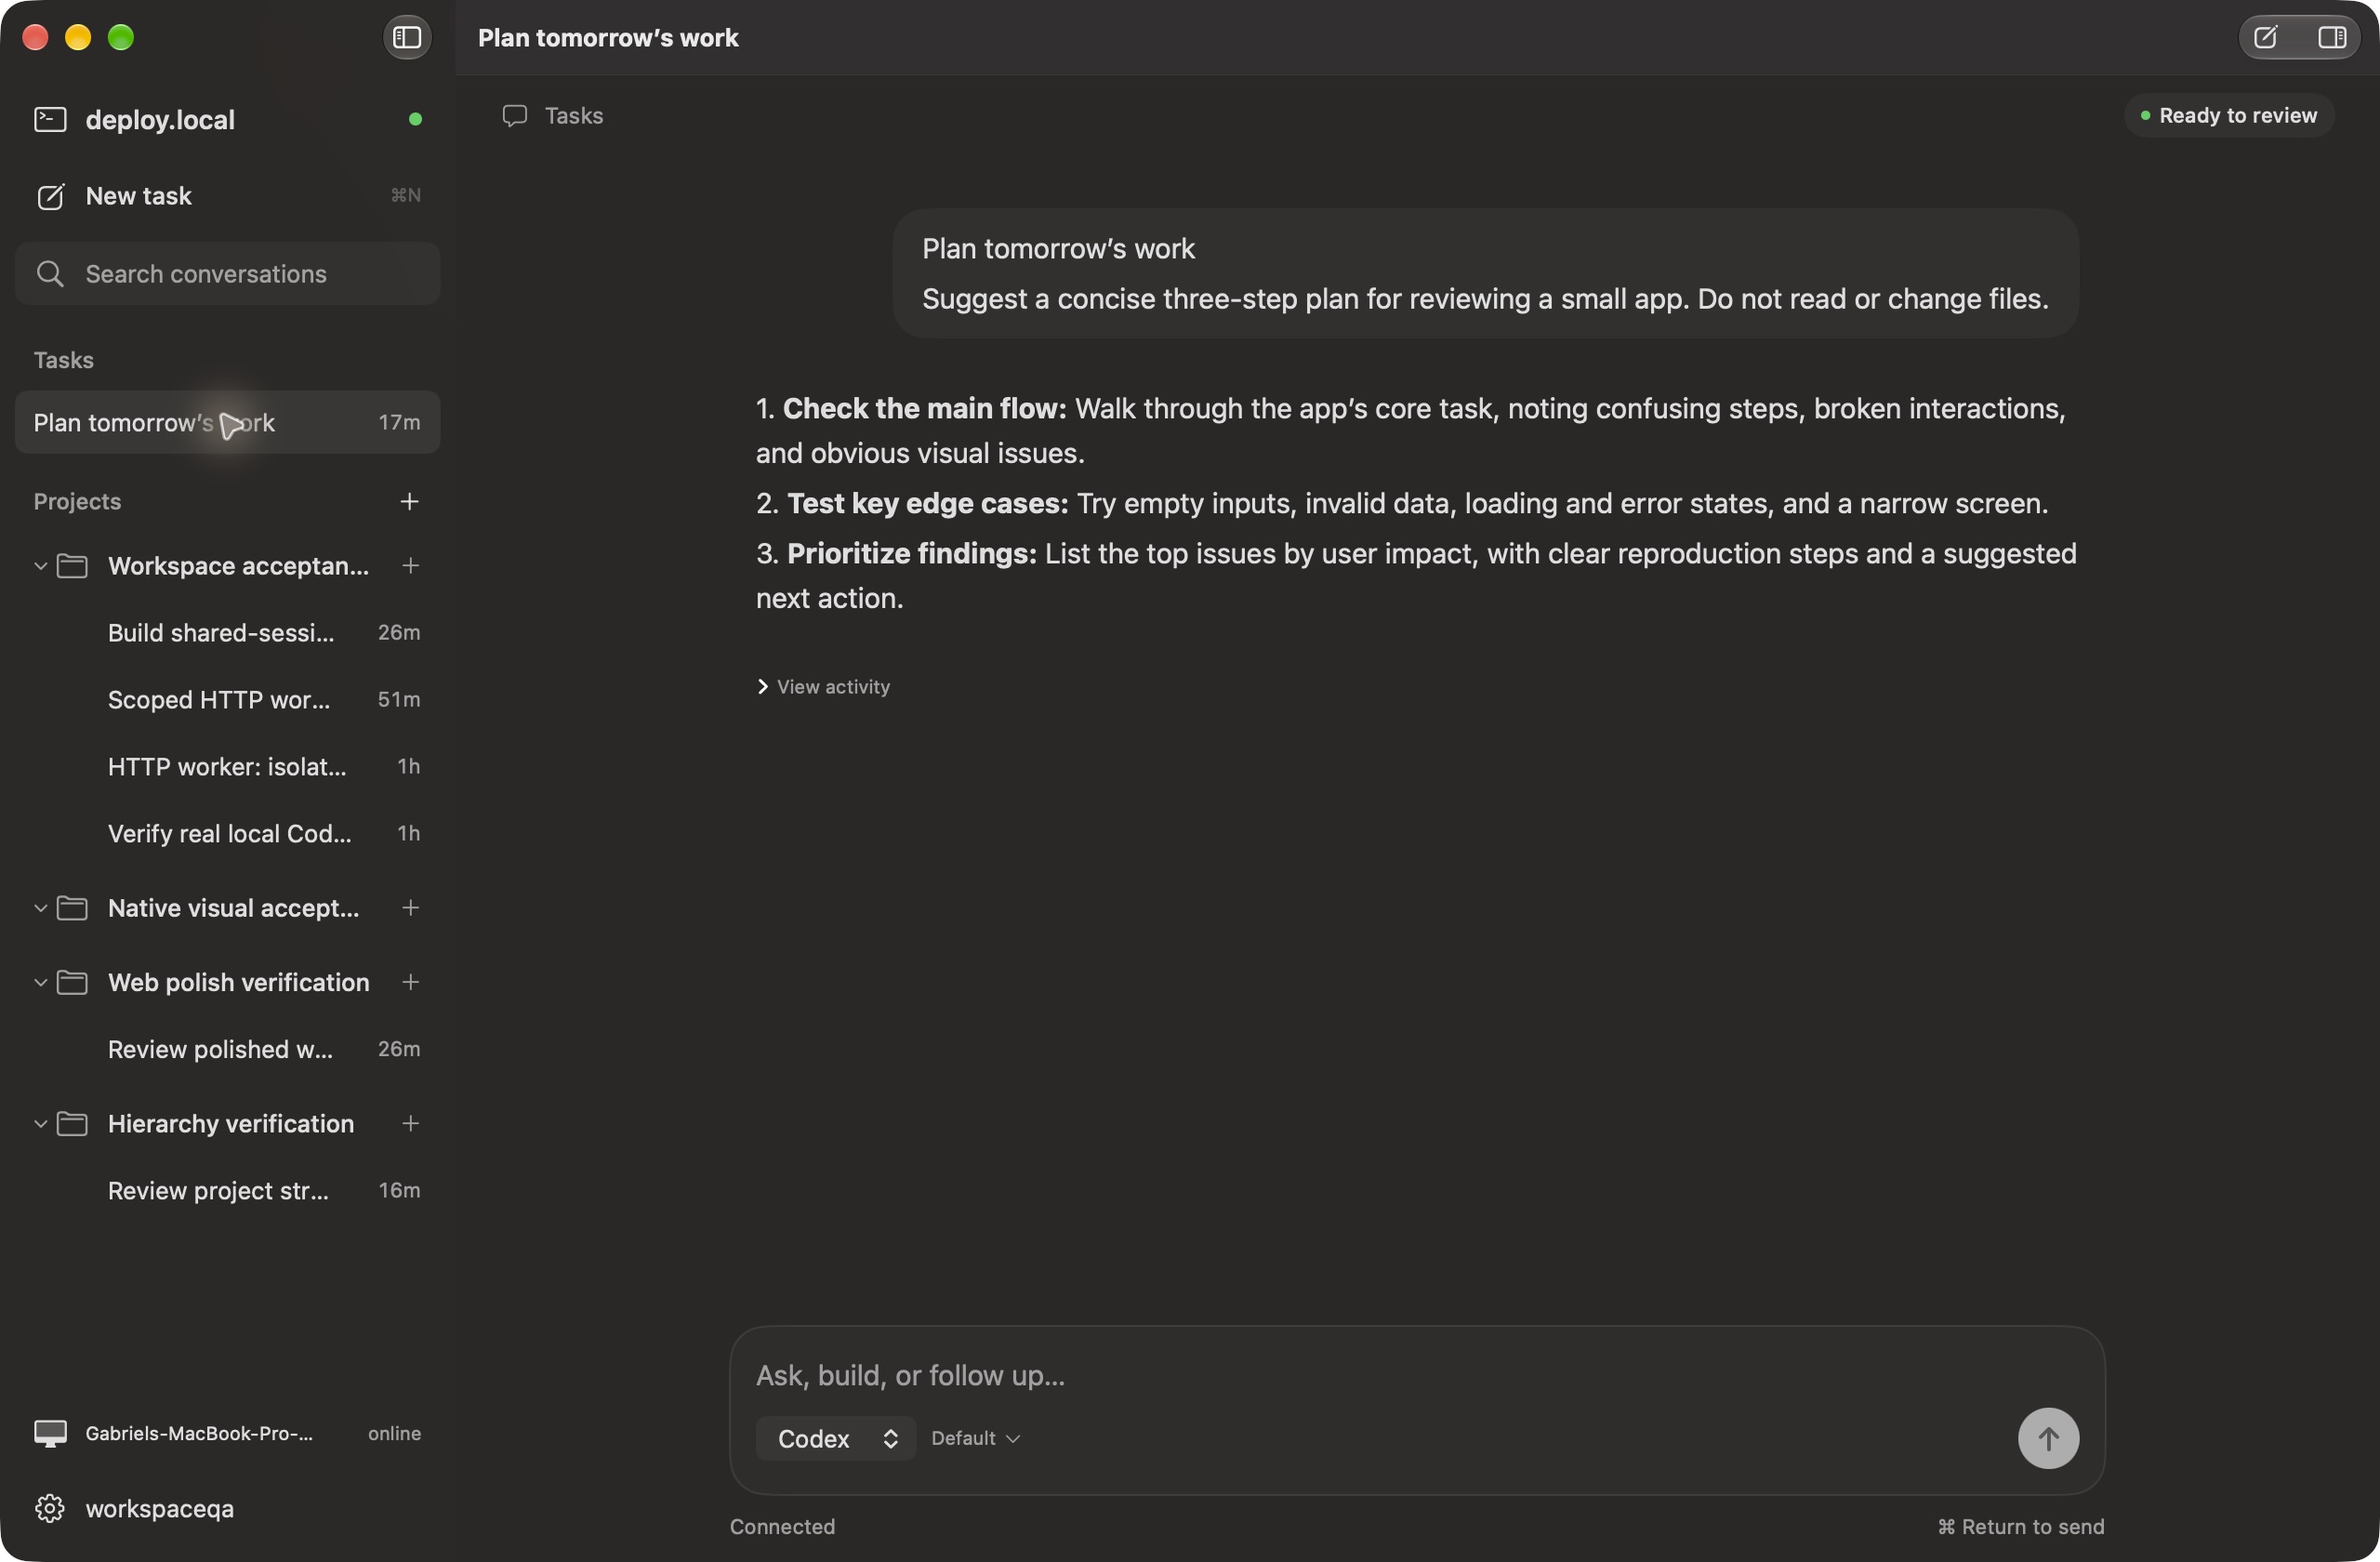 Plan tomorrow’s work
deploy.local
New task ⌘N
Search conversations
Tasks
Plan tomorrow’s work 17m
Projects
Workspace acceptan...
Build shared-sessi... 26m
Scoped HTTP wor... 51m
HTTP worker: isolat... 1h
Verify real local Cod... 1h
Native visual accept...
Web polish verification
Review polished w... 26m
Hierarchy verification
Review project str... 16m
Gabriels-MacBook-Pro-... online
workspaceqa
Tasks
Ready to review
Plan tomorrow’s work
Suggest a concise three-step plan for reviewing a small app. Do not read or change files.
1. Check the main flow: Walk through the app’s core task, noting confusing steps, broken interactions,
and obvious visual issues.
2. Test key edge cases: Try empty inputs, invalid data, loading and error states, and a narrow screen.
3. Prioritize findings: List the top issues by user impact, with clear reproduction steps and a suggested
next action.
View activity
Ask, build, or follow up...
Codex Default
Connected ⌘ Return to send